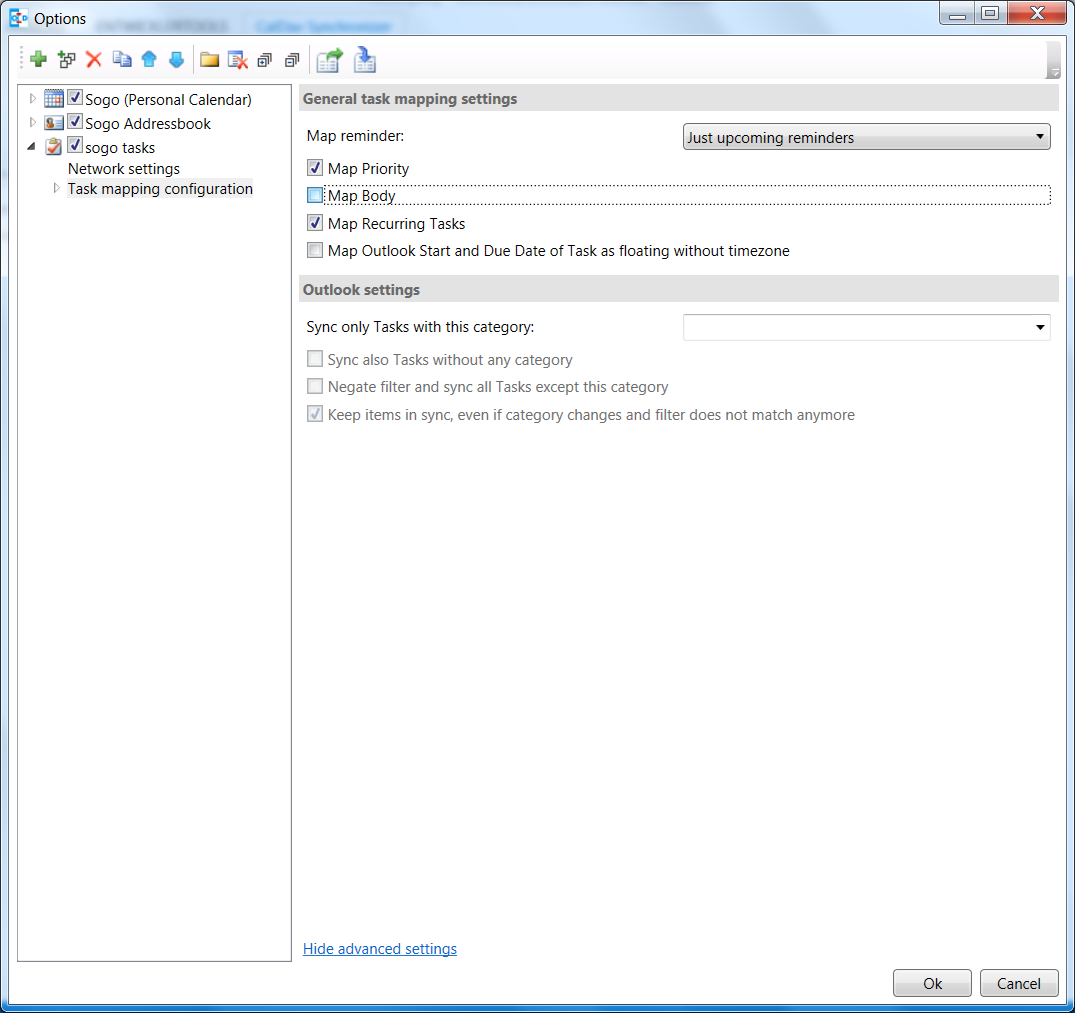 Options
CalDav Synchronizer
Sogo (Personal Calendar)
Sogo Addressbook
sogo tasks
Network settings
Task mapping configuration
General task mapping settings
Map reminder:
Just upcoming reminders
Map Priority
Map Body
Map Recurring Tasks
Map Outlook Start and Due Date of Task as floating without timezone
Outlook settings
Sync only Tasks with this category:
Sync also Tasks without any category
Negate filter and sync all Tasks except this category
Keep items in sync, even if category changes and filter does not match anymore
Hide advanced settings
Ok
Cancel